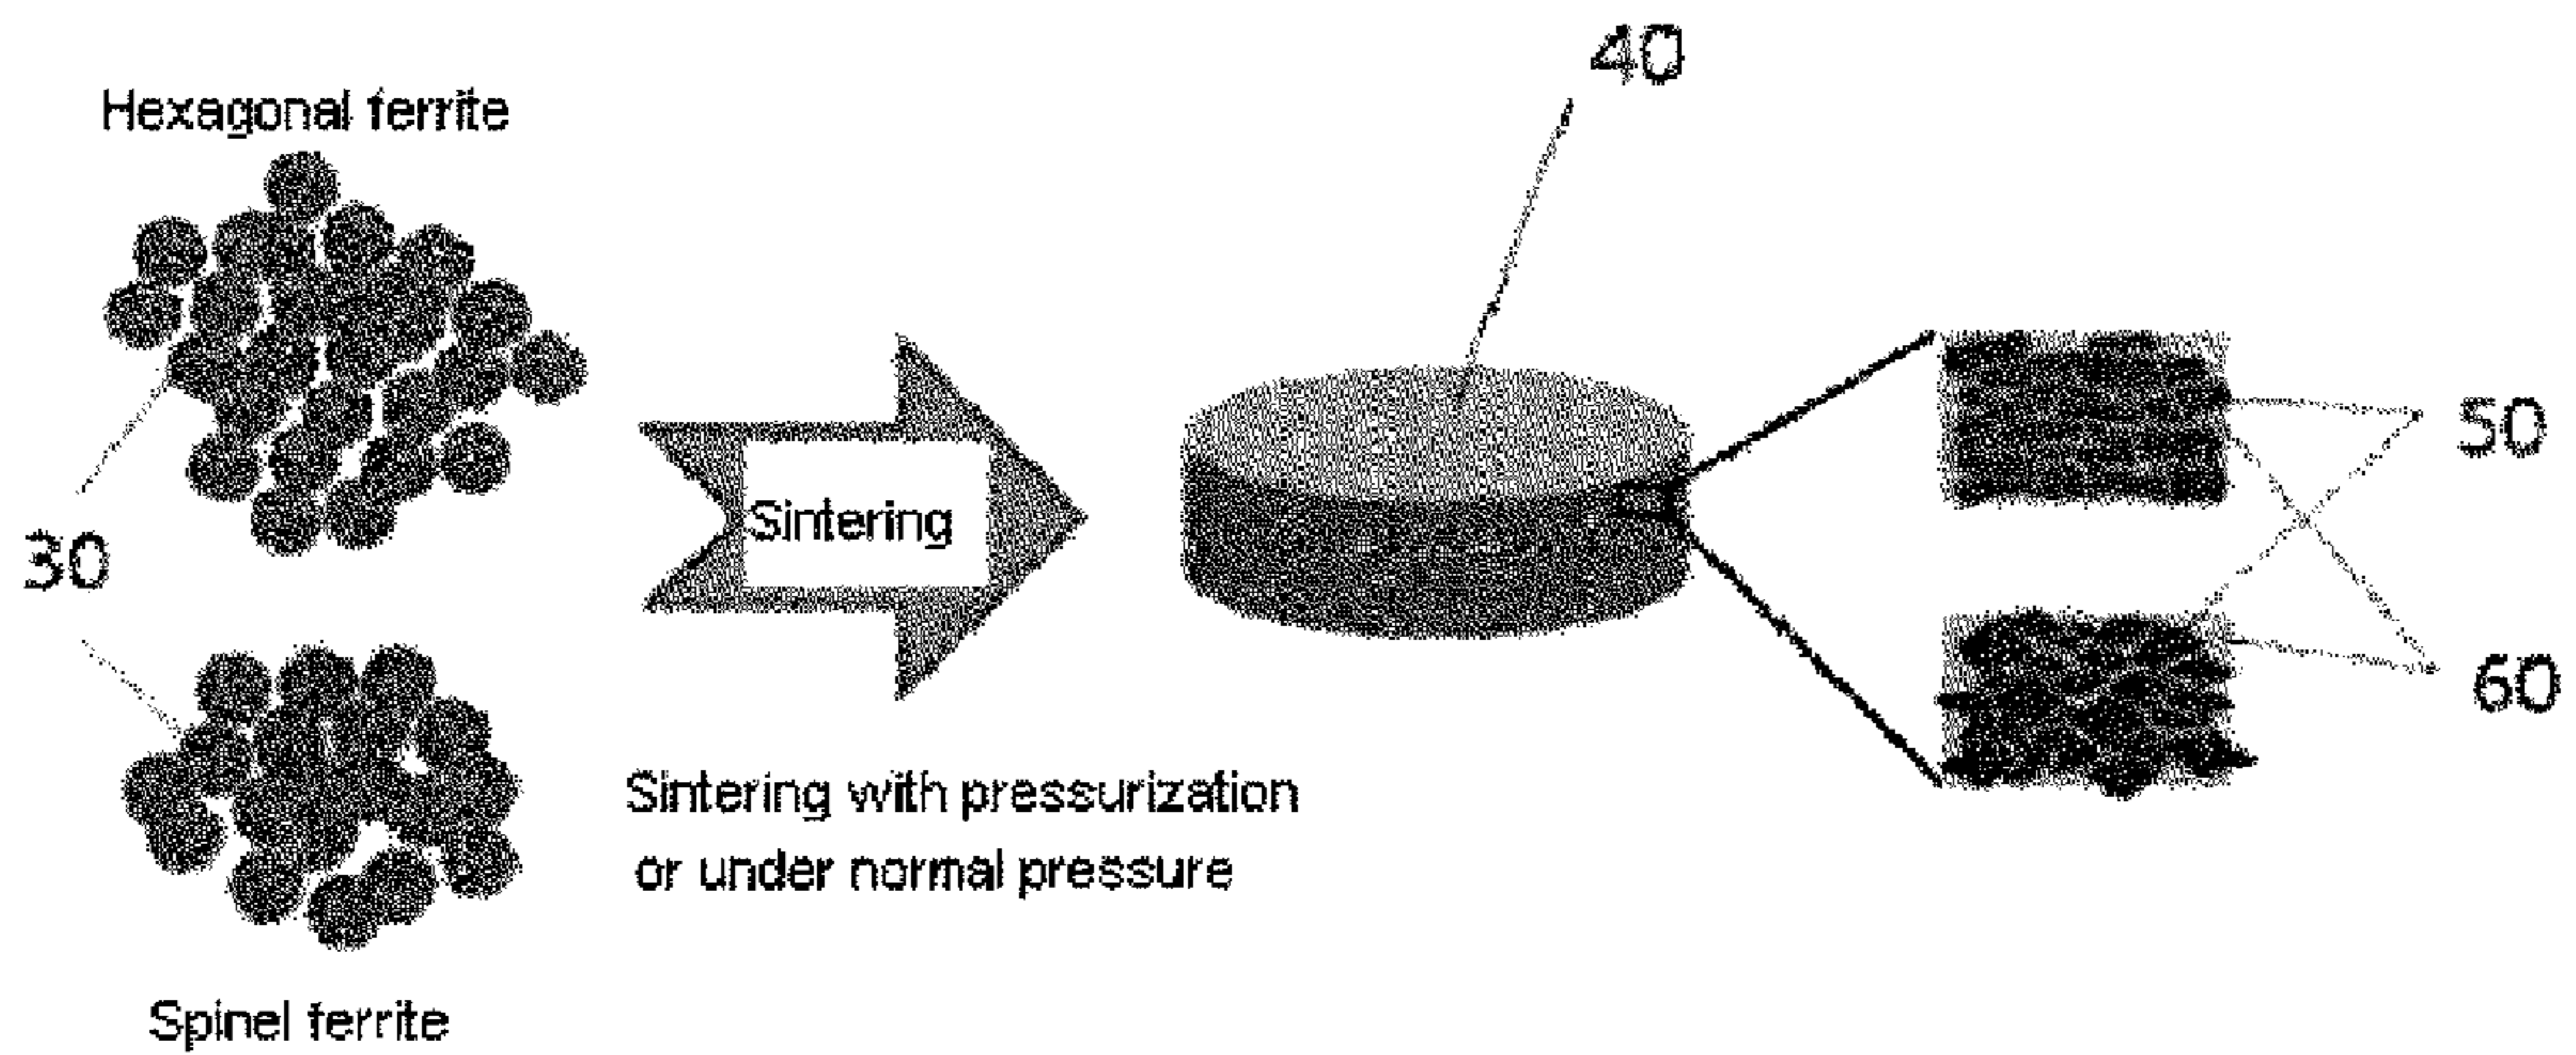 40
Hexagonal ferrite
50
Sintering
30
60
Sintering with pressurization
or under normal pressure
Spinel ferrite